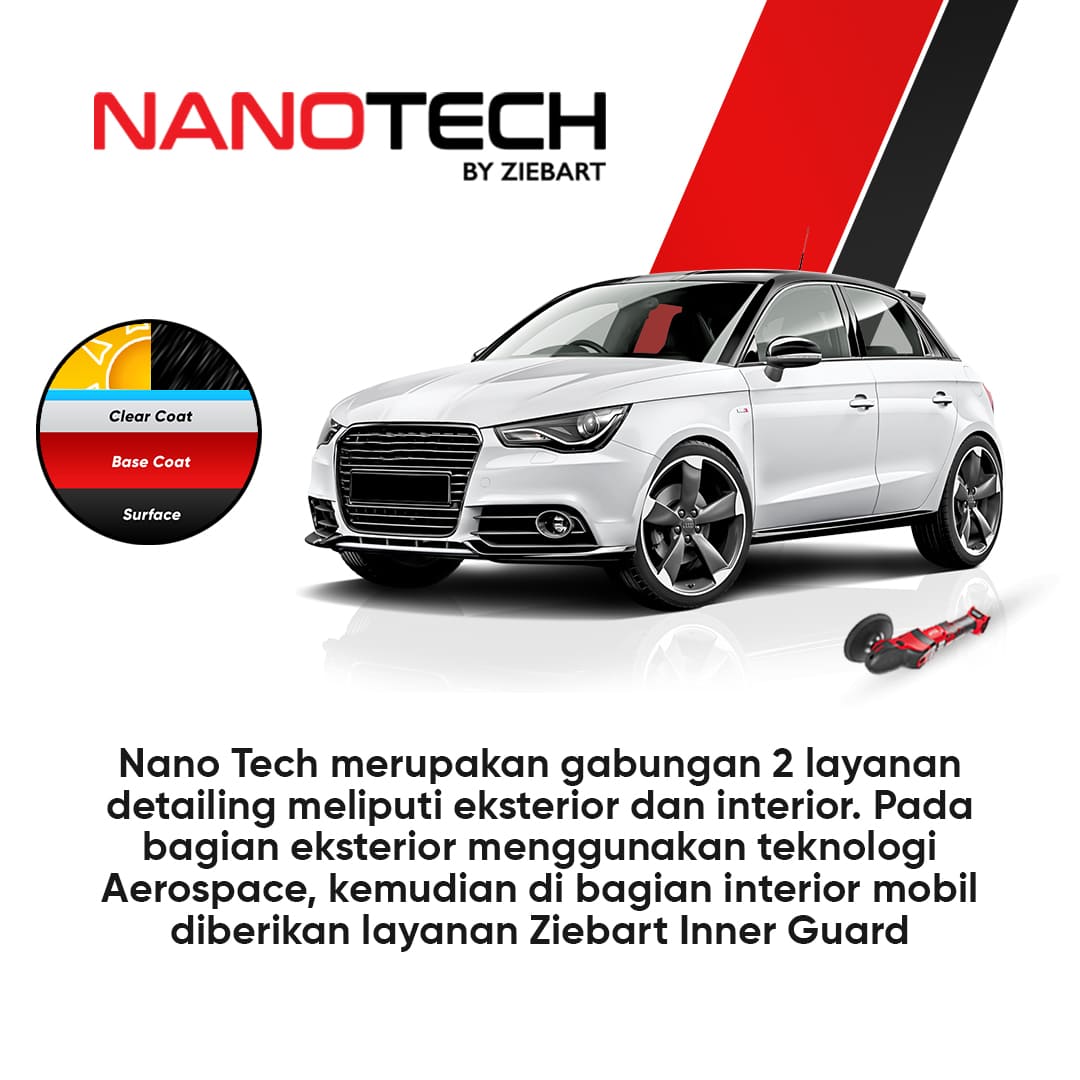 NANOTECH
BY ZIEBART
Clear Coat
Base Coat
Surface
Nano Tech merupakan gabungan 2 layanan
detailing meliputi eksterior dan interior. Pada
bagian eksterior menggunakan teknologi
Aerospace, kemudian di bagian interior mobil
diberikan layanan Ziebart Inner Guard